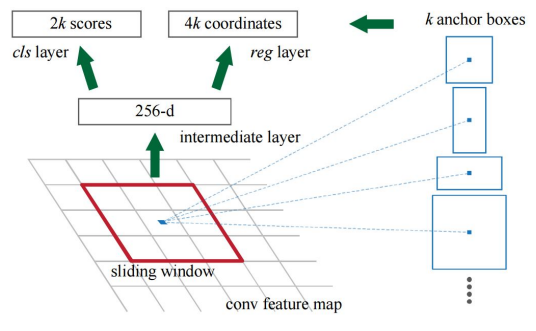 2k scores
4k coordinates
k anchor boxes
cls layer
reg layer
256-d
intermediate layer
sliding window
conv feature map